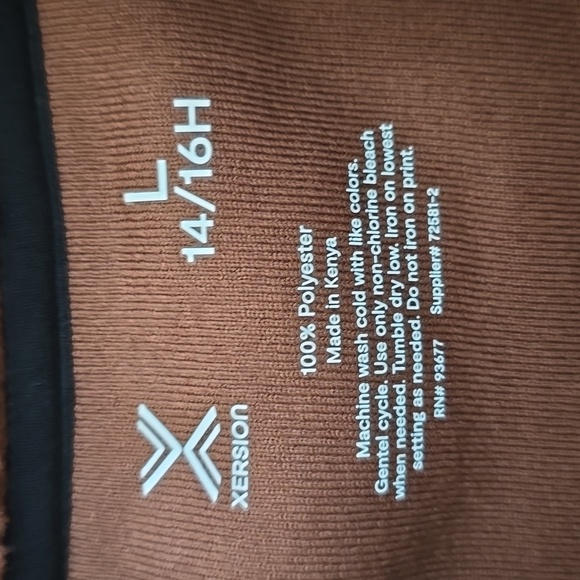 XERSION
L
14/16H
100% Polyester
Made in Kenya
Machine wash cold with like colors.
Gentel cycle. Use only non-chlorine bleach
when needed. Tumble dry low. Iron on lowest
setting as needed. Do not iron on print.
RN# 93677 Supplier# 72581-2